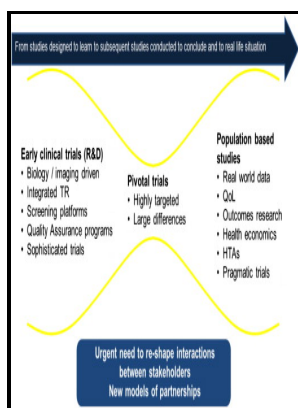 From studies designed to learn to subsequent studies conducted to conclude and to real life situation
Early clinical trials (R&D)
• Biology / imaging driven
• Integrated TR
• Screening platforms
• Quality Assurance programs
• Sophisticated trials
Pivotal trials
• Highly targeted
• Large differences
Population based
studies
• Real world data
• QoL
• Outcomes research
• Health economics
• HTAs
• Pragmatic trials
Urgent need to re-shape interactions
between stakeholders
New models of partnerships